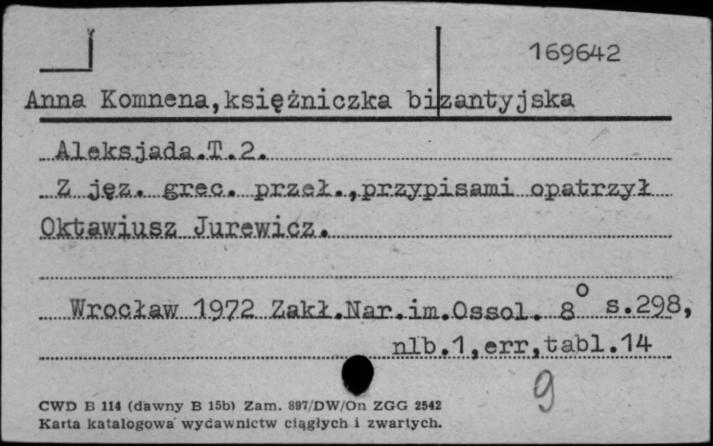 169642
Anna Komnena,księżniczka bizantyjska
Aleksjada.T.2.
Z jęz. grec. przeł.,przypisami opatrzył
Oktawiusz Jurewicz.
Wrocław 1972 Zakł.Nar.im.Ossol. 8° s.298,
nlb.1,err,tabl.14
9
CWD B 114 (dawny B 15b) Zam. 897/DW/On ZGG 2542
Karta katalogowa wydawnictw ciągłych i zwartych.